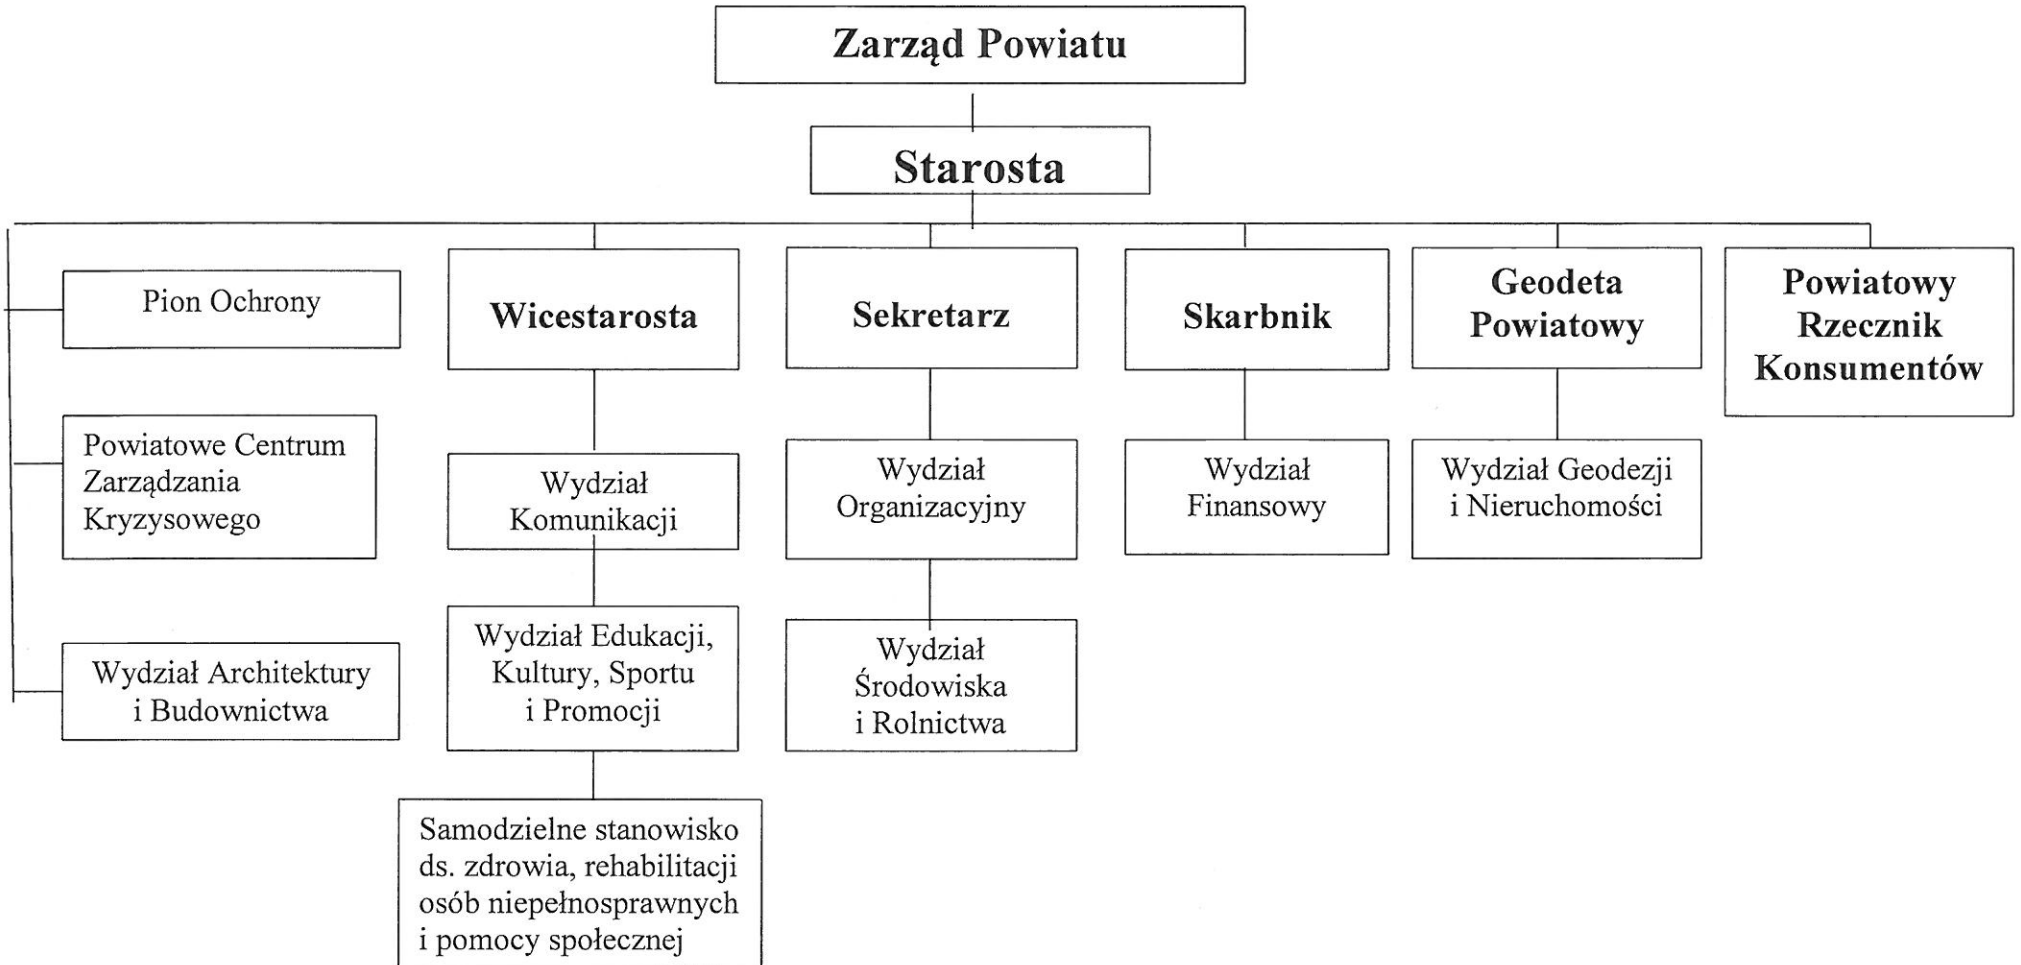 Zarząd Powiatu
Starosta
Pion Ochrony
Powiatowe Centrum
Zarządzania
Kryzysowego
Wydział Architektury
i Budownictwa
Wicestarosta
Wydział
Komunikacji
Wydział Edukacji,
Kultury, Sportu
i Promocji
Samodzielne stanowisko
ds. zdrowia, rehabilitacji
osób niepełnosprawnych
i pomocy społecznej
Sekretarz
Wydział
Organizacyjny
Wydział
Środowiska
i Rolnictwa
Skarbnik
Wydział
Finansowy
Geodeta
Powiatowy
Wydział Geodezji
i Nieruchomości
Powiatowy
Rzecznik
Konsumentów